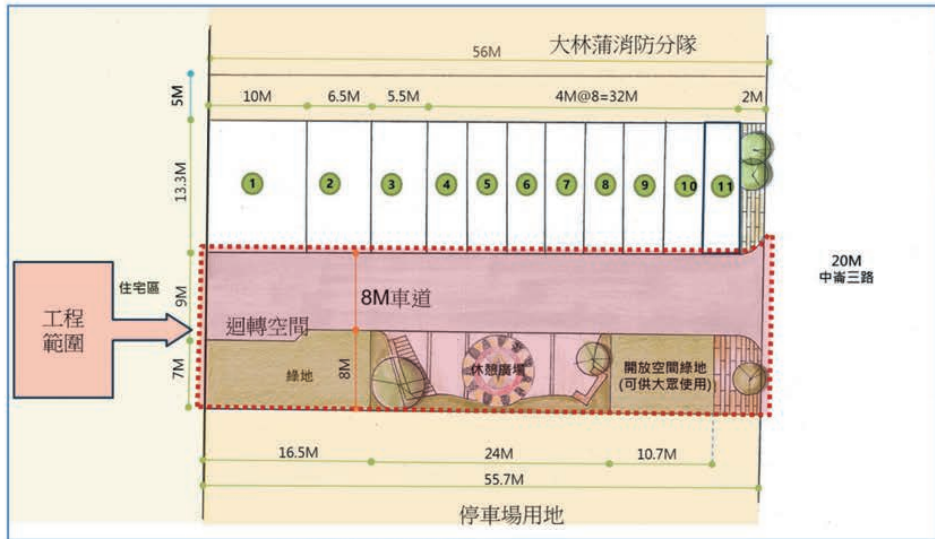 大林蒲消防分隊
56M
10M
6.5M
5.5M
4M@8=32M
2M
5M
13.3M
1
2
3
4
5
6
7
8
9
10
11
20M
中崙三路
住宅區
工程
範圍
9M
8M車道
迴轉空間
7M
綠地
8M
休憩廣場
開放空間綠地
(可供大眾使用)
16.5M
24M
10.7M
55.7M
停車場用地